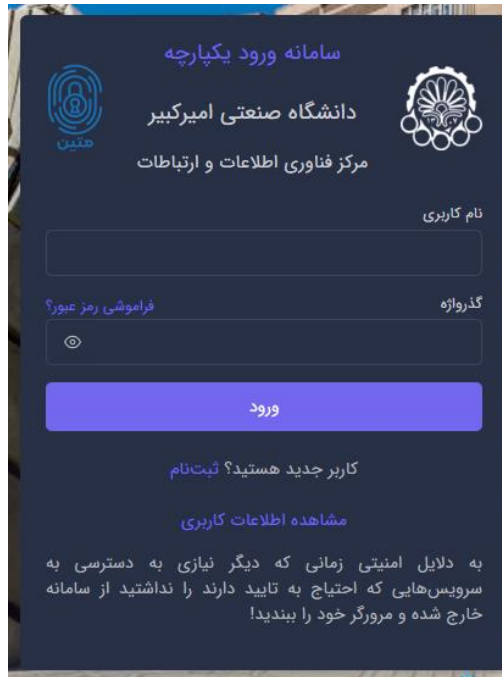 سامانه ورود یکپارچه
دانشگاه صنعتی امیرکبیر
متین
مرکز فناوری اطلاعات و ارتباطات
نام کاربری
گذرواژه
فراموشی رمز عبور؟
ورود
کاربر جدید هستید؟ ثبت‌نام
مشاهده اطلاعات کاربری
به دلایل امنیتی زمانی که دیگر نیازی به دسترسی به
سرویس‌هایی که احتیاج به تایید دارند را نداشتید از سامانه
خارج شده و مرورگر خود را ببندید!